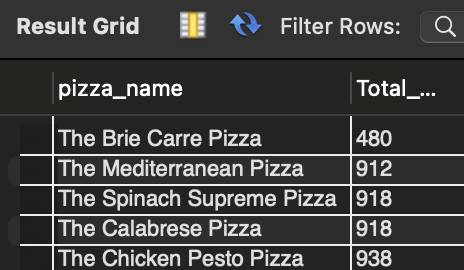 Result Grid Filter Rows:
pizza_name Total_...
The Brie Carre Pizza 480
The Mediterranean Pizza 912
The Spinach Supreme Pizza 918
The Calabrese Pizza 918
The Chicken Pesto Pizza 938